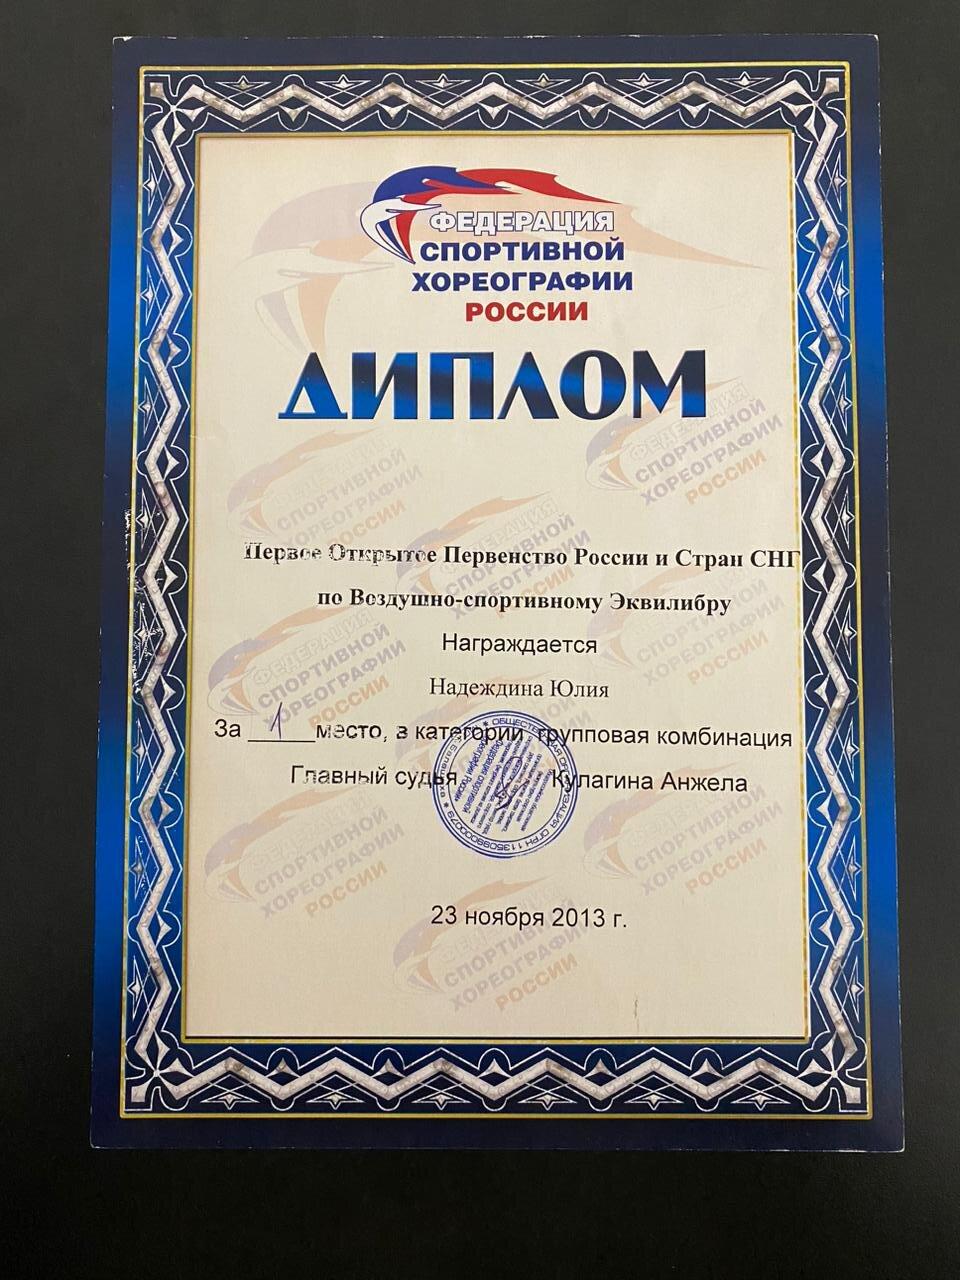 ФЕДЕРАЦИЯ
СПОРТИВНОЙ
ХОРЕОГРАФИИ
РОССИИ
ДИПЛОМ
Первое Открытое Первенство России и Стран СНГ
по Воздушно-спортивному Эквилибру
Награждается
Надеждина Юлия
За 1 место, в категории групповая комбинация
Главный судья Кулагина Анжела
23 ноября 2013 г.